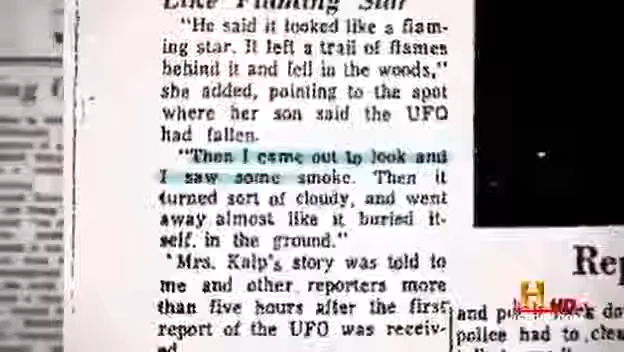 Like Flaming Star
"He said it looked like a flam-
ing star. It left a trail of flames
behind it and fell in the woods,"
she added, pointing to the spot
where her son said the UFO
had fallen.
"Then I came out to look and
I saw some smoke. Then it
turned sort of cloudy, and went
away almost like it buried it-
self. in the ground."
Mrs. Kalp's story was told to
me and other reporters more
than five hours after the first
report of the UFO was receiv-
ed
Rep
H HD
and down
police had to